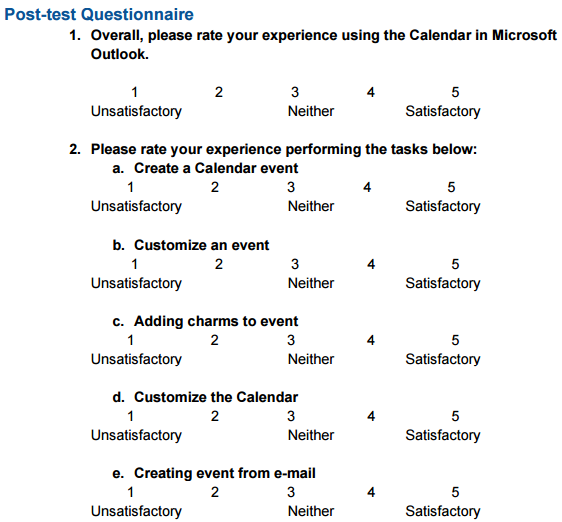 Post-test Questionnaire
1. Overall, please rate your experience using the Calendar in Microsoft
Outlook.
1 2 3 4 5
Unsatisfactory Neither Satisfactory
2. Please rate your experience performing the tasks below:
a. Create a Calendar event
1 2 3 4 5
Unsatisfactory Neither Satisfactory
b. Customize an event
1 2 3 4 5
Unsatisfactory Neither Satisfactory
c. Adding charms to event
1 2 3 4 5
Unsatisfactory Neither Satisfactory
d. Customize the Calendar
1 2 3 4 5
Unsatisfactory Neither Satisfactory
e. Creating event from e-mail
1 2 3 4 5
Unsatisfactory Neither Satisfactory